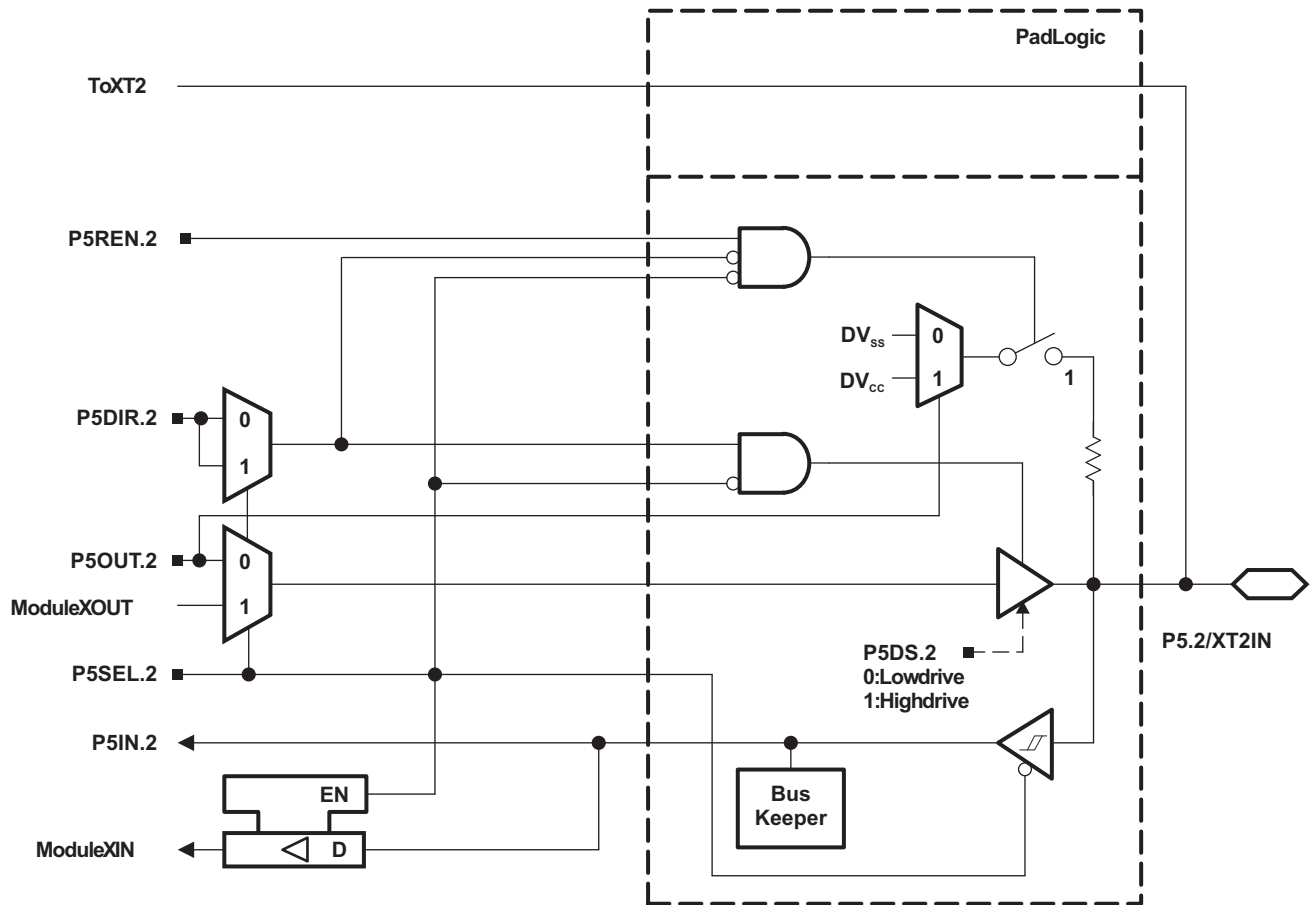 PadLogic
ToXT2
P5REN.2
DVSS
0
DVCC
1
1
P5DIR.2
0
1
P5OUT.2
0
ModuleXOUT
1
P5DS.2
0:Lowdrive
1:Highdrive
P5.2/XT2IN
P5SEL.2
P5IN.2
EN
Bus
Keeper
ModuleXIN
D